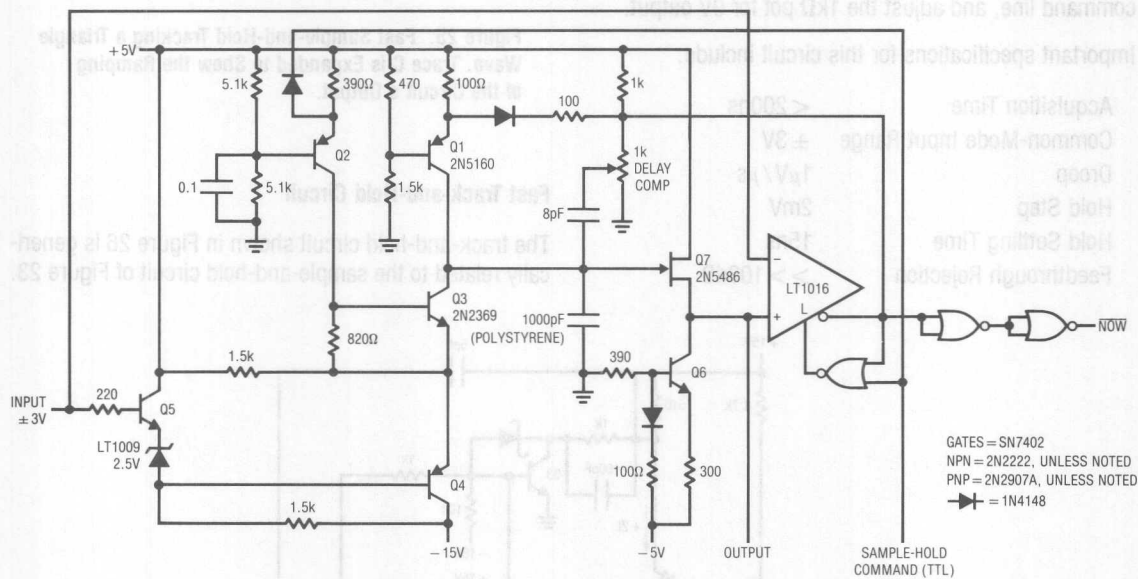 command line, and adjust the 1kΩ pot for 0V output.
Important specifications for this circuit include:
Acquisition Time <200ns
Common-Mode Input Range ±3V
Droop 1μV/μs
Hold Step 2mV
Hold Settling Time
Feedthrough Rejection
Figure 25. Fast Sample-and-Hold Tracking a Triangle
Wave. Trace C is Expanded to Show the Ramping
of the Circuit's Output.
Fast Track-and-Hold Circuit
The track-and-hold circuit shown in Figure 26 is generi-
cally related to the sample-and-hold circuit of Figure 23.
+5V
5.1k
390Ω
470
100Ω
1k
100
Q2
Q1
2N5160
1k
DELAY
COMP
0.1
5.1k
1.5k
8pF
Q7
2N5486
−
LT1016
L
+
Q3
2N2369
1000pF
(POLYSTYRENE)
820Ω
NOW
1.5k
390
Q6
INPUT
±3V
220
Q5
LT1009
2.5V
100Ω
300
Q4
1.5k
GATES=SN7402
NPN=2N2222, UNLESS NOTED
PNP=2N2907A, UNLESS NOTED
=1N4148
−15V
−5V
OUTPUT
SAMPLE-HOLD
COMMAND (TTL)